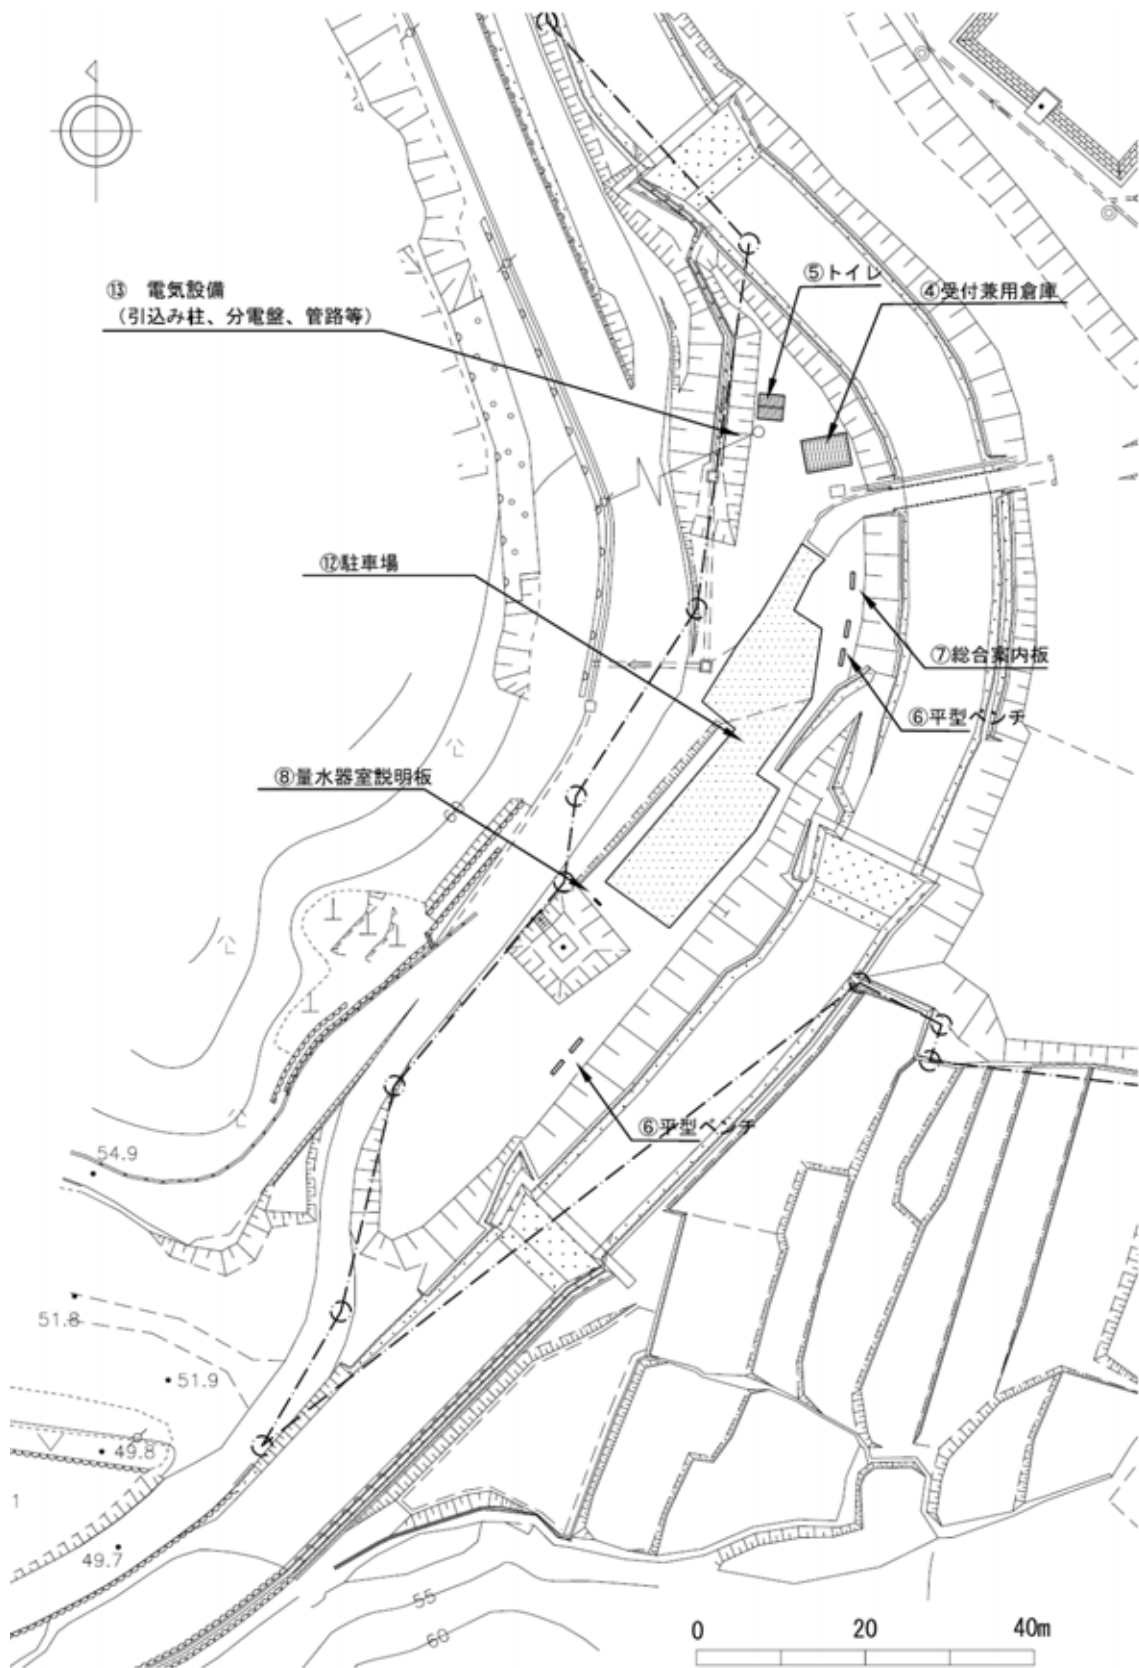 ⑤トイレ
④受付兼用倉庫
⑬ 電気設備
(引込み柱、分電盤、管路等)
⑫駐車場
⑦総合案内板
⑥平型ベンチ
⑧量水器室説明板
⑥平型ベンチ
54.9
51.8
51.9
49.8
1
49.7
55
60
0 20 40m